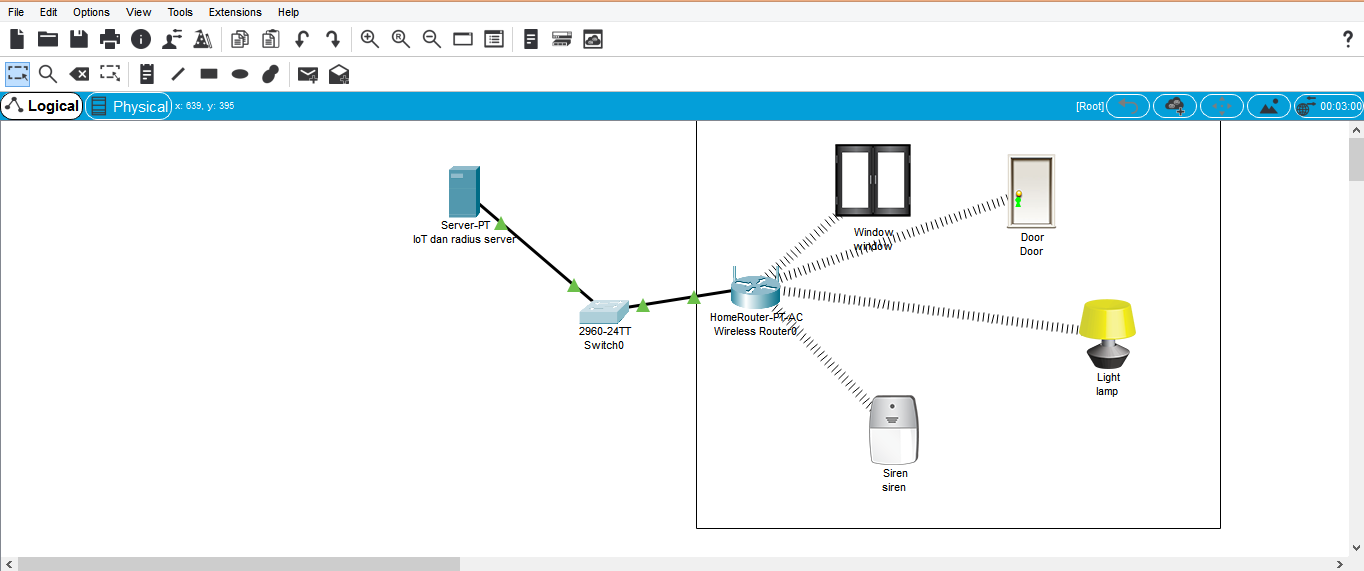 File Edit Options View Tools Extensions Help
?
Logical Physical x: 639, y: 395 [Root] 00:03:00
Server-PT
IoT dan radius server
2960-24TT
Switch0
HomeRouter-PT-AC
Wireless Router0
Window
window
Door
Door
Light
lamp
Siren
siren